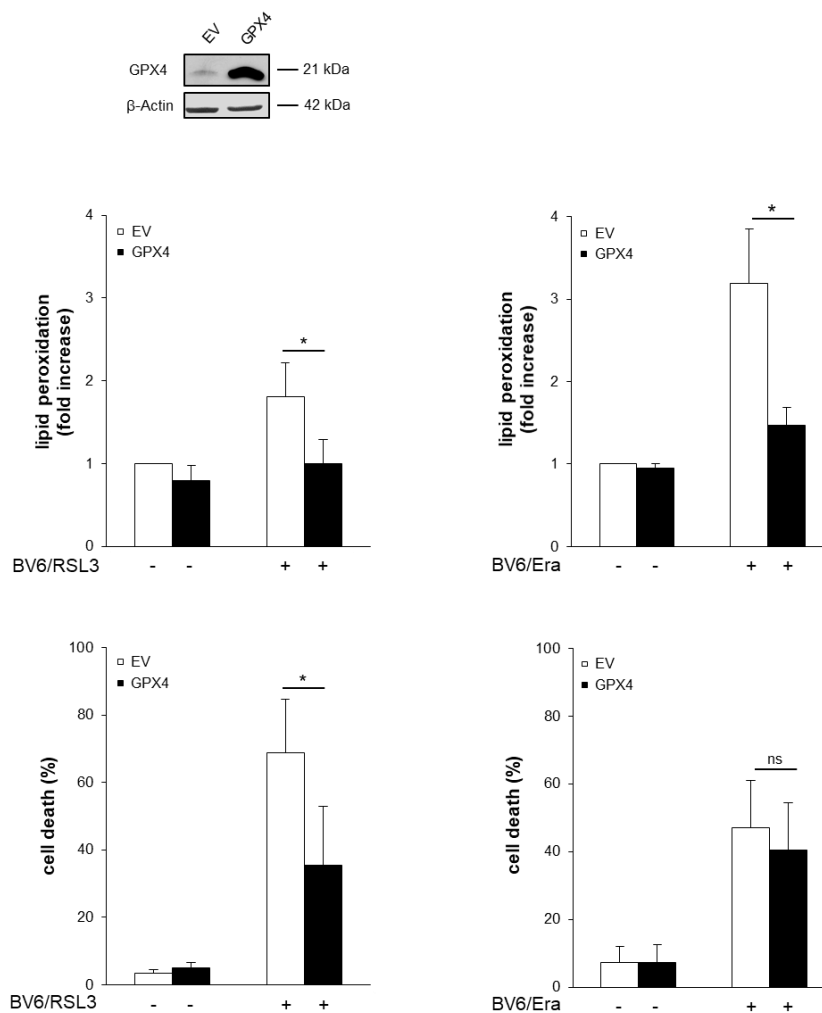 EV GPX4
GPX4 21 kDa
β-Actin 42 kDa
lipid peroxidation
(fold increase)
4
3
2
1
0
EV
GPX4
*
BV6/RSL3 - - + +
lipid peroxidation
(fold increase)
4
3
2
1
0
EV
GPX4
*
BV6/Era - - + +
cell death (%)
100
80
60
40
20
0
EV
GPX4
*
BV6/RSL3 - - + +
cell death (%)
100
80
60
40
20
0
EV
GPX4
ns
BV6/Era - - + +